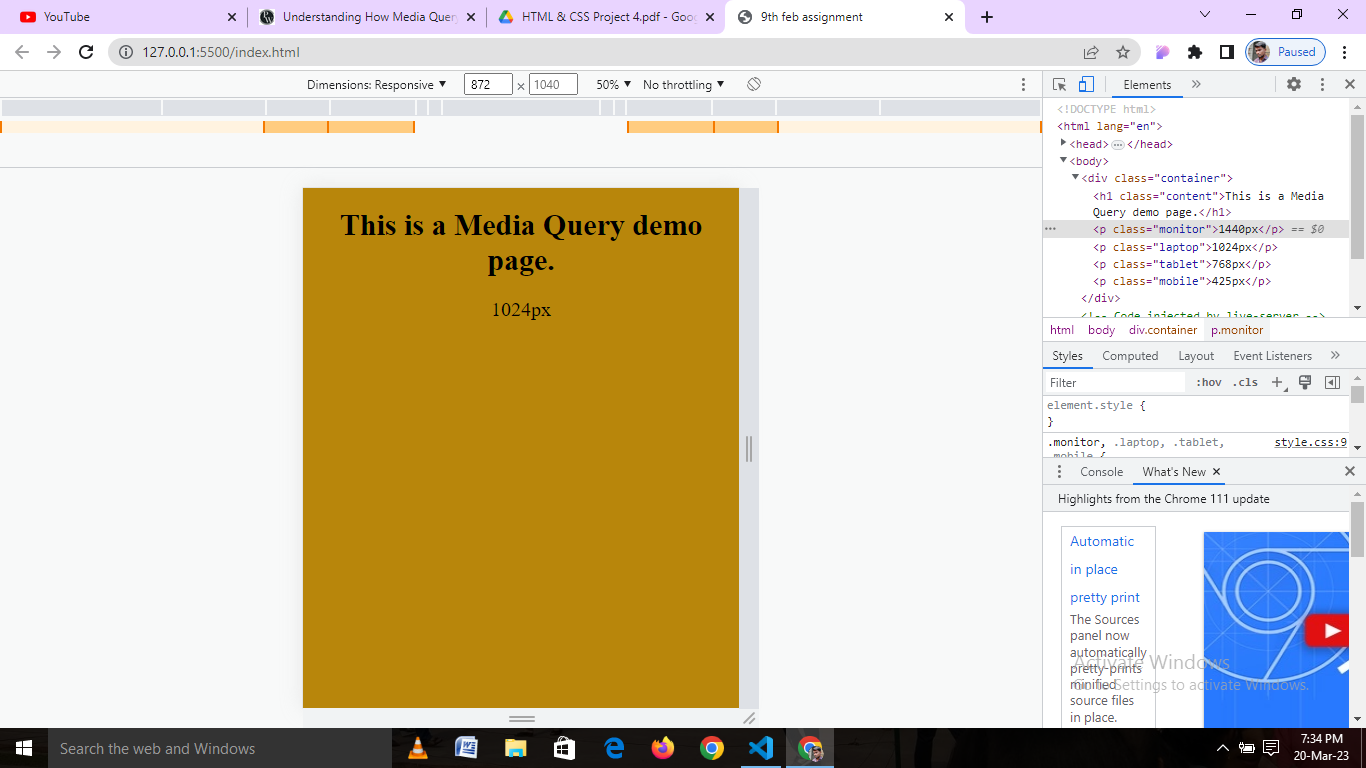 YouTube
Understanding How Media Quer
HTML & CSS Project 4.pdf - Goo
9th feb assignment
127.0.0.1:5500/index.html
Paused
Dimensions: Responsive
872 × 1040
50%
No throttling
Elements
<!DOCTYPE html>
<html lang="en">
<head> ⋯ </head>
<body>
<div class="container">
<h1 class="content">This is a Media
Query demo page.</h1>
<p class="monitor">1440px</p> == $0
<p class="laptop">1024px</p>
<p class="tablet">768px</p>
<p class="mobile">425px</p>
</div>
<!-- Code injected by live-server -->
html body div.container p.monitor
Styles Computed Layout Event Listeners
Filter
:hov .cls
element.style {
}
.monitor, .laptop, .tablet,
style.css:9
.mobile {
Console What's New
Highlights from the Chrome 111 update
Automatic
in place
pretty print
The Sources
panel now
automatically
pretty-prints
minified
source files
in place.
This is a Media Query demo
page.
1024px
Activate Windows
Go to Settings to activate Windows.
Search the web and Windows
7:34 PM
20-Mar-23